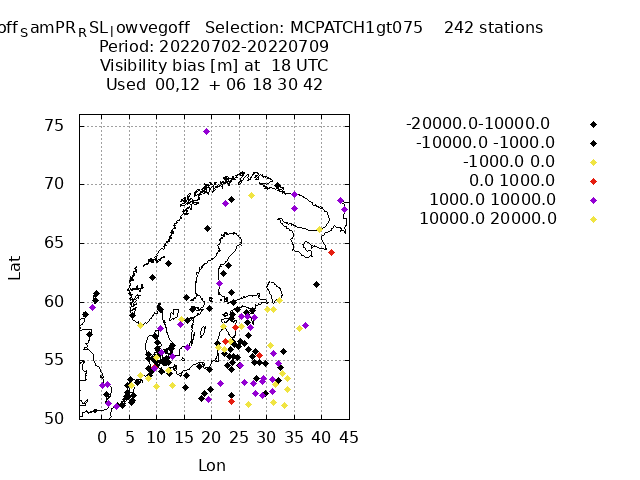 off_SamPR_RSL_lowvegoff   Selection: MCPATCH1gt075    242 stations
Period: 20220702-20220709
Visibility bias [m] at  18 UTC
Used  00,12  + 06 18 30 42
-20000.0-10000.0
-10000.0 -1000.0
-1000.0 0.0
0.0 1000.0
1000.0 10000.0
10000.0 20000.0
75
70
65
60
55
50
Lat
0 5 10 15 20 25 30 35 40 45
Lon